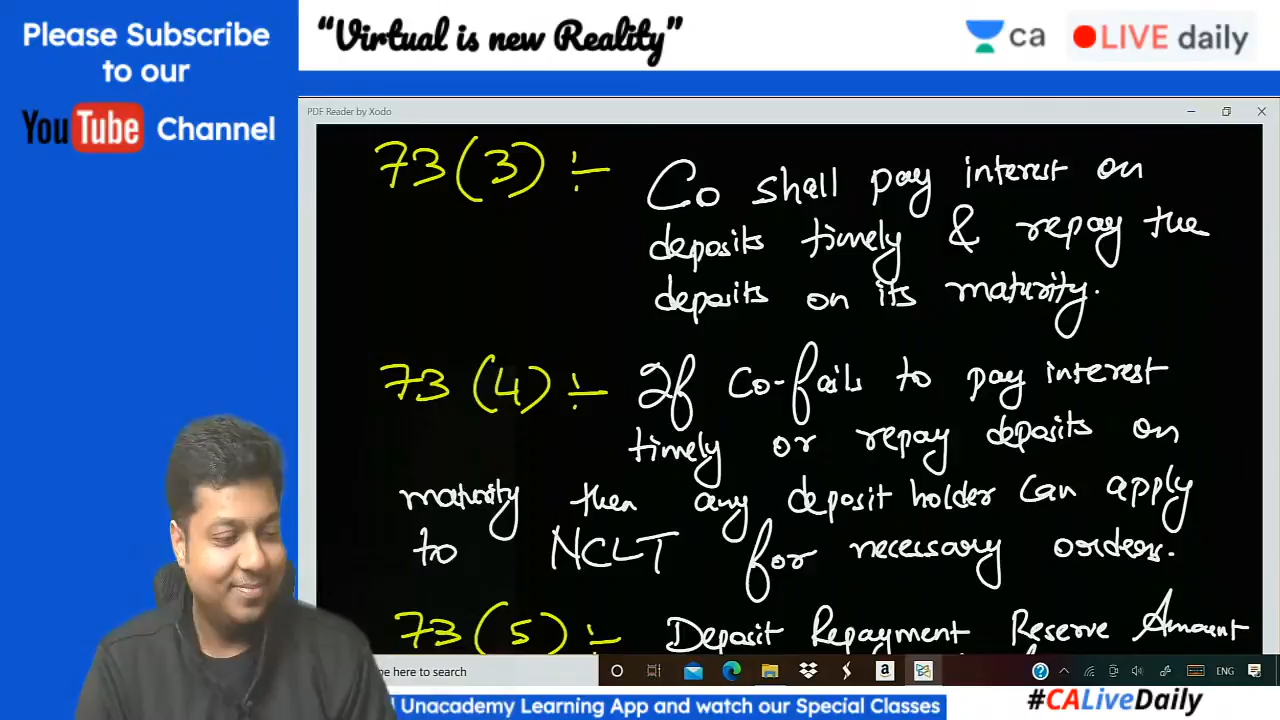 Please Subscribe
to our
YouTube Channel
"Virtual is new Reality"
ca
LIVE daily
PDF Reader by Xodo
73(3) :- Co shall pay interest on
deposits timely & repay the
deposits on its maturity.
73 (4) :- If Co-fails to pay interest
timely or repay deposits on
maturity then any deposit holder can apply
to NCLT for necessary orders.
73 (5) :- Deposit Repayment Reserve Amount
here to search
ENG
Unacademy Learning App and watch our Special Classes
#CALiveDaily